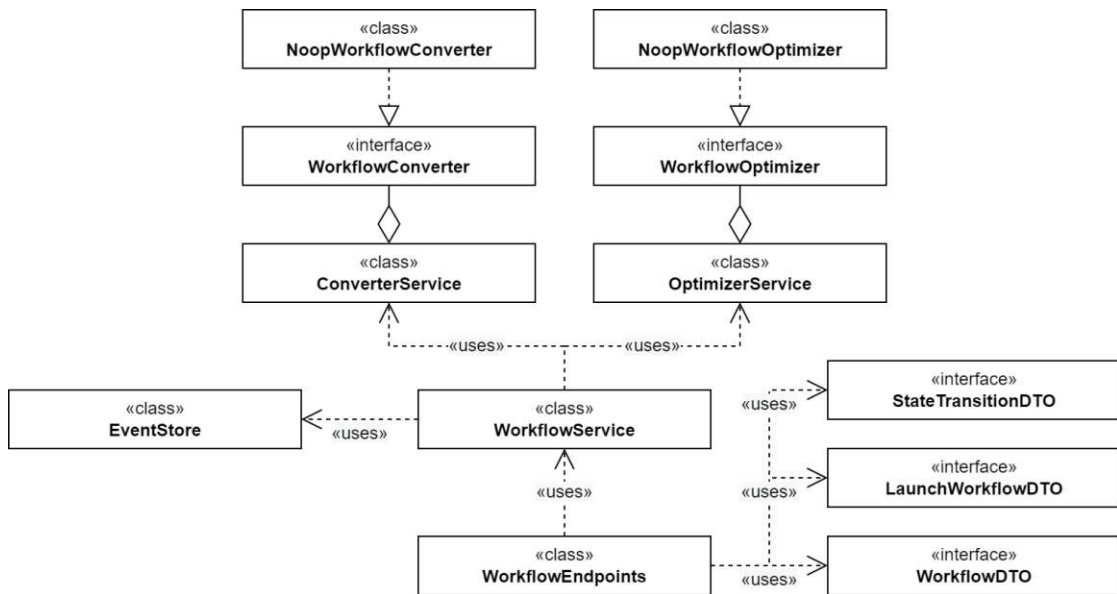 «class»
NoopWorkflowConverter
«class»
NoopWorkflowOptimizer
«interface»
WorkflowConverter
«interface»
WorkflowOptimizer
«class»
ConverterService
«class»
OptimizerService
«uses»
«uses»
«class»
EventStore
«uses»
«class»
WorkflowService
«uses»
«interface»
StateTransitionDTO
«uses»
«uses»
«interface»
LaunchWorkflowDTO
«class»
WorkflowEndpoints
«uses»
«interface»
WorkflowDTO